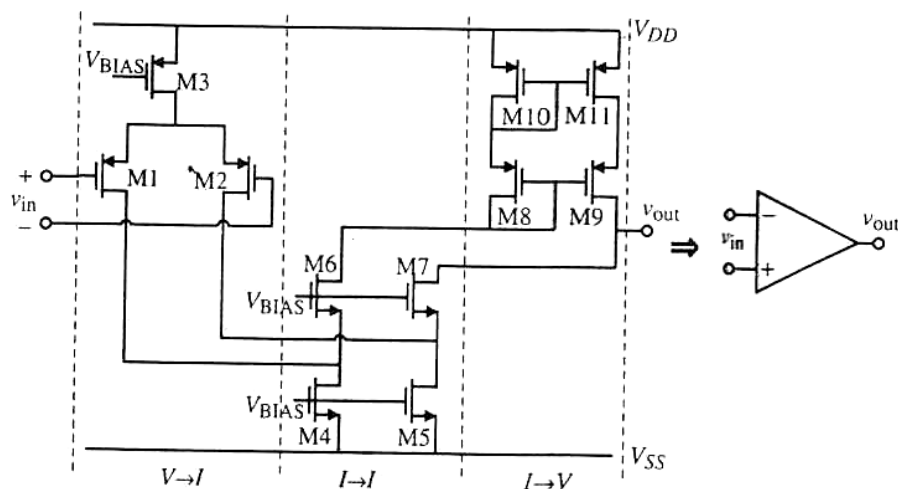 V_DD
V_BIAS
M3
M10
M11
+
M1
M2
v_in
−
M8
M9
v_out
⇒
−
v_in
+
v_out
M6
M7
V_BIAS
V_BIAS
M4
M5
V_SS
V→I
I→I
I→V